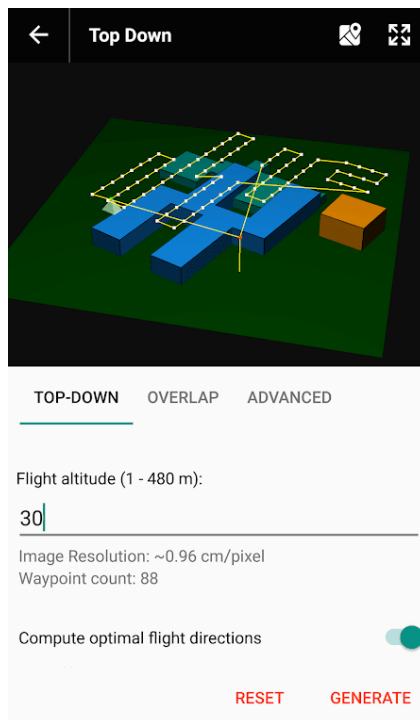 Top Down
TOP-DOWN OVERLAP ADVANCED
Flight altitude (1 - 480 m):
30
Image Resolution: ~0.96 cm/pixel
Waypoint count: 88
Compute optimal flight directions
RESET GENERATE